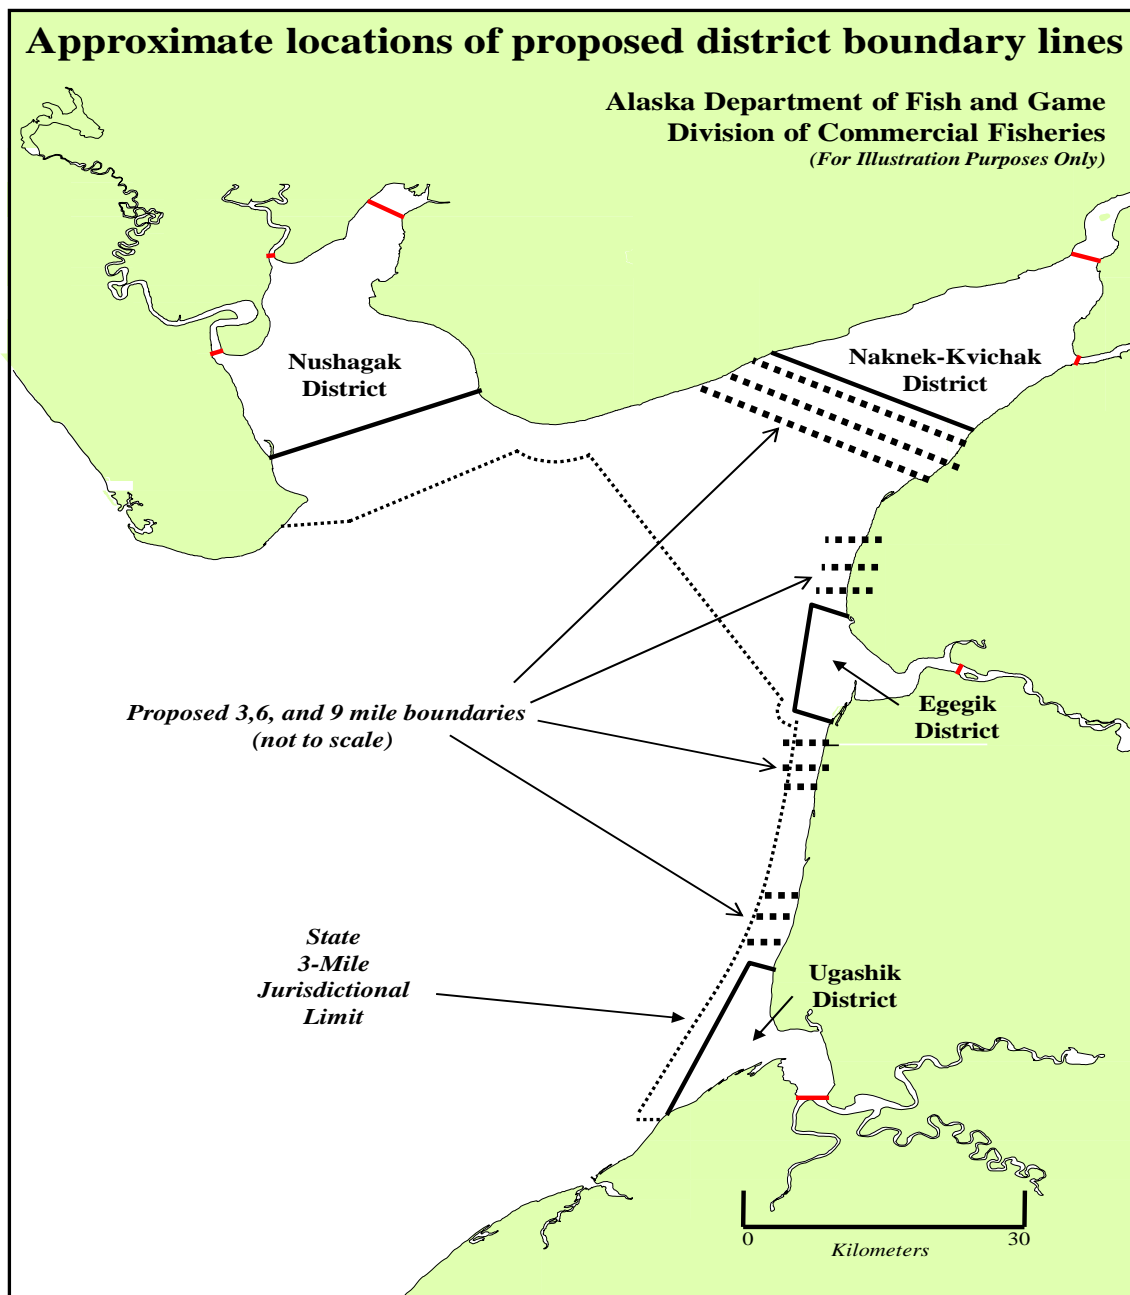 Approximate locations of proposed district boundary lines
Alaska Department of Fish and Game
Division of Commercial Fisheries
(For Illustration Purposes Only)
Nushagak
District
Naknek-Kvichak
District
Egegik
District
Proposed 3,6, and 9 mile boundaries
(not to scale)
State
3-Mile
Jurisdictional
Limit
Ugashik
District
0 30
Kilometers